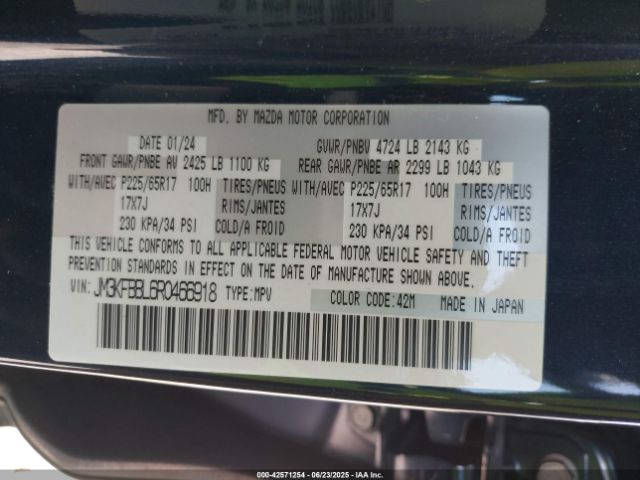 MFD. BY MAZDA MOTOR CORPORATION
DATE 01/24 GVWR/PNBV 4724 LB 2143 KG
FRONT GAWR/PNBE AV 2425 LB 1100 KG REAR GAWR/PNBE AR 2299 LB 1043 KG
WITH/AVEC P225/65R17 100H TIRES/PNEUS WITH/AVEC P225/65R17 100H TIRES/PNEUS
17X7J RIMS/JANTES 17X7J RIMS/JANTES
230 KPA/34 PSI COLD/A FROID 230 KPA/34 PSI COLD/A FROID
THIS VEHICLE CONFORMS TO ALL APPLICABLE FEDERAL MOTOR VEHICLE SAFETY AND THEFT
PREVENTION STANDARDS IN EFFECT ON THE DATE OF MANUFACTURE SHOWN ABOVE.
VIN: JM3KFBBL6R0466918 TYPE:MPV COLOR CODE:42M MADE IN JAPAN
00-42571254 06/23/2025 IAAI.CA